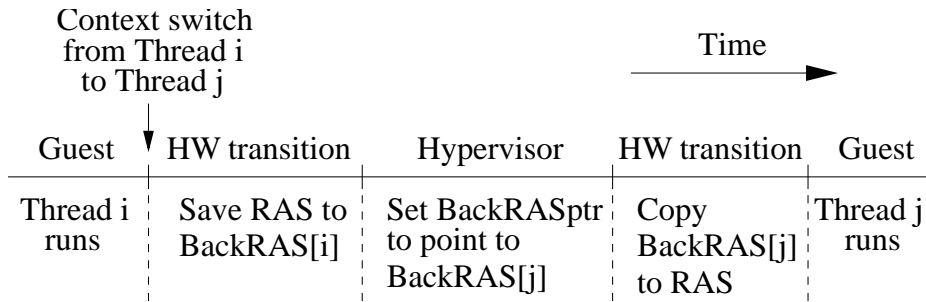 Context switch
from Thread i
to Thread j
Time
Guest
HW transition
Hypervisor
HW transition
Guest
Thread i
runs
Save RAS to
BackRAS[i]
Set BackRASptr
to point to
BackRAS[j]
Copy
BackRAS[j]
to RAS
Thread j
runs